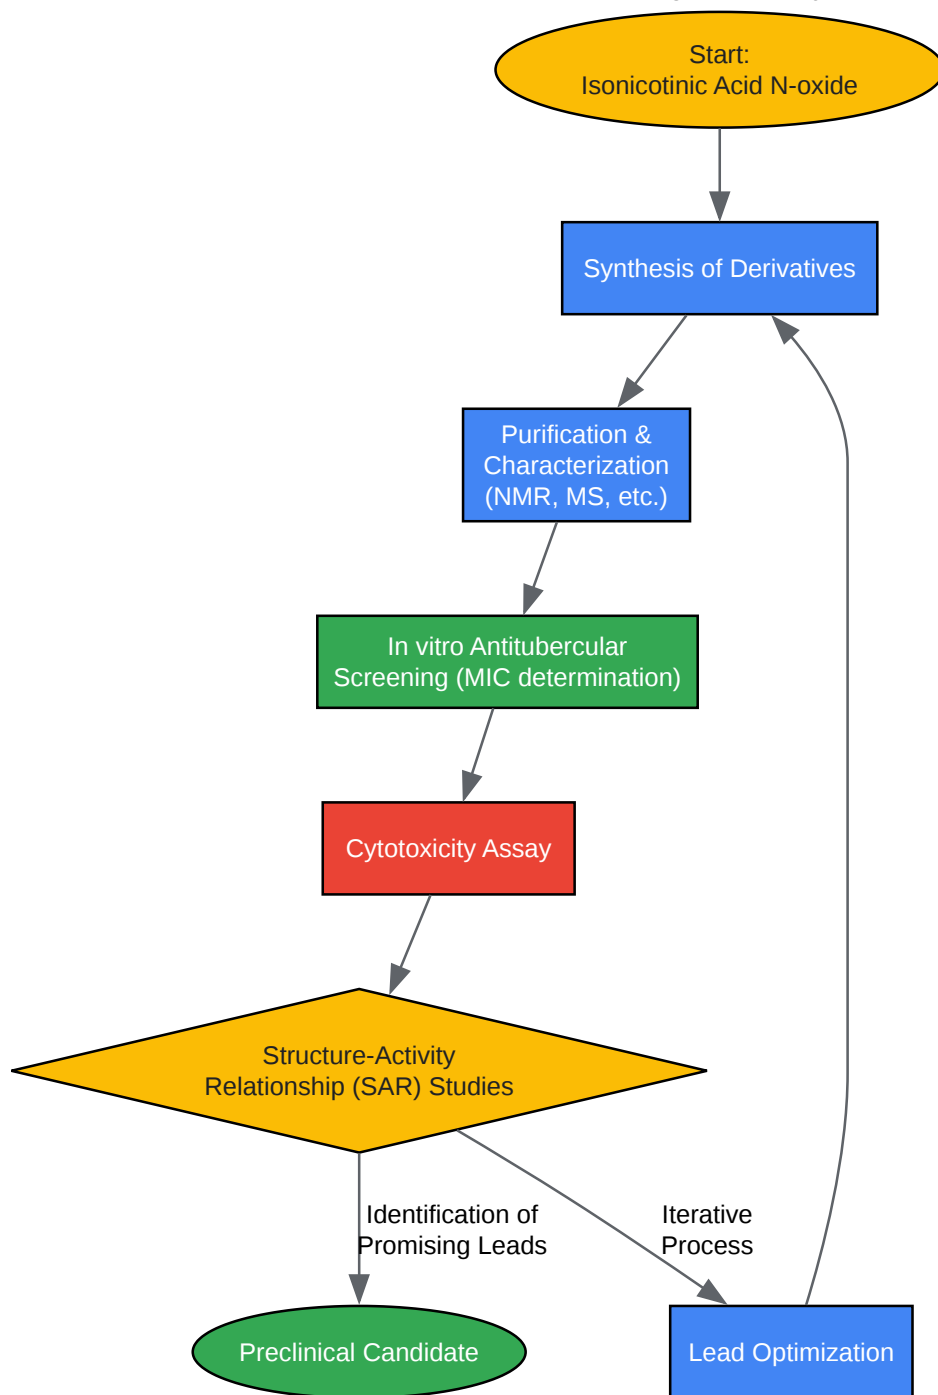 Start:
Isonicotinic Acid N-oxide
Synthesis of Derivatives
Purification &
Characterization
(NMR, MS, etc.)
In vitro Antitubercular
Screening (MIC determination)
Cytotoxicity Assay
Structure-Activity
Relationship (SAR) Studies
Identification of
Promising Leads
Iterative
Process
Preclinical Candidate
Lead Optimization